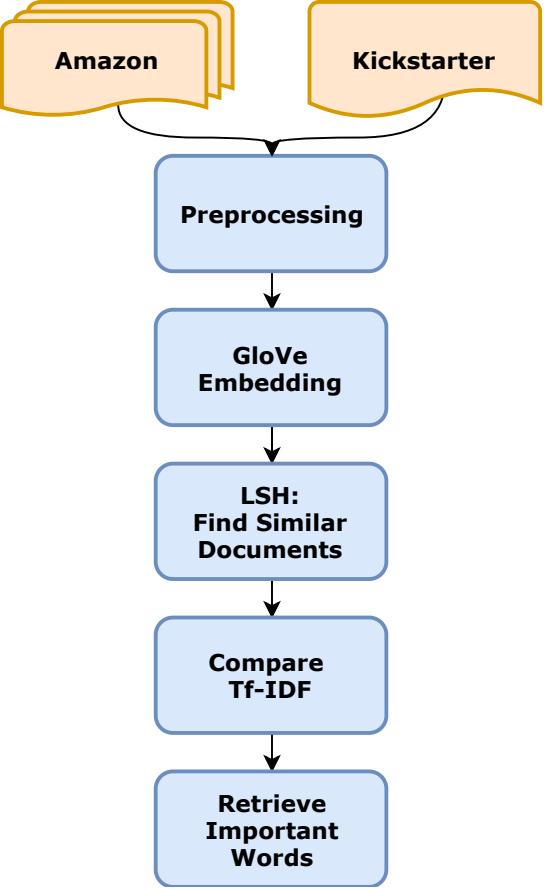 Amazon
Kickstarter
Preprocessing
GloVe
Embedding
LSH:
Find Similar
Documents
Compare
Tf-IDF
Retrieve
Important
Words